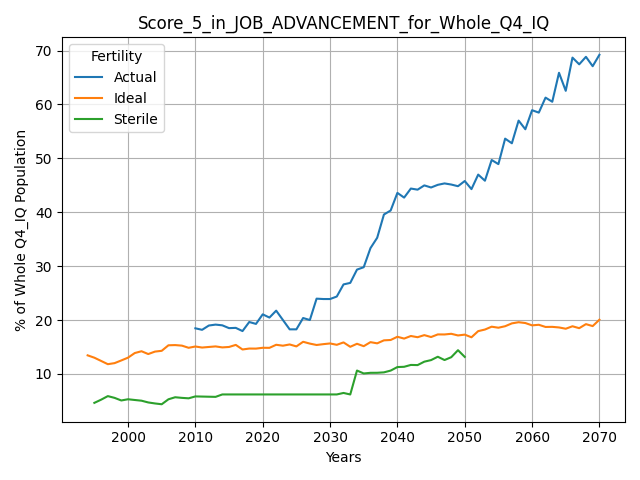 Score_5_in_JOB_ADVANCEMENT_for_Whole_Q4_IQ
Fertility
Actual
Ideal
Sterile
% of Whole Q4_IQ Population
70
60
50
40
30
20
10
2000 2010 2020 2030 2040 2050 2060 2070
Years